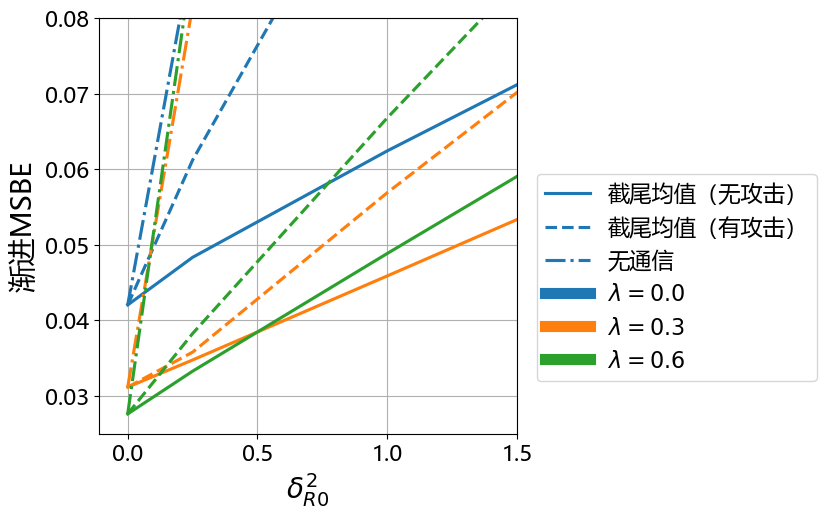 0.08
0.07
0.06
0.05
0.04
0.03
渐进MSBE
0.0 0.5 1.0 1.5
δ²_R0
截尾均值（无攻击）
截尾均值（有攻击）
无通信
λ = 0.0
λ = 0.3
λ = 0.6